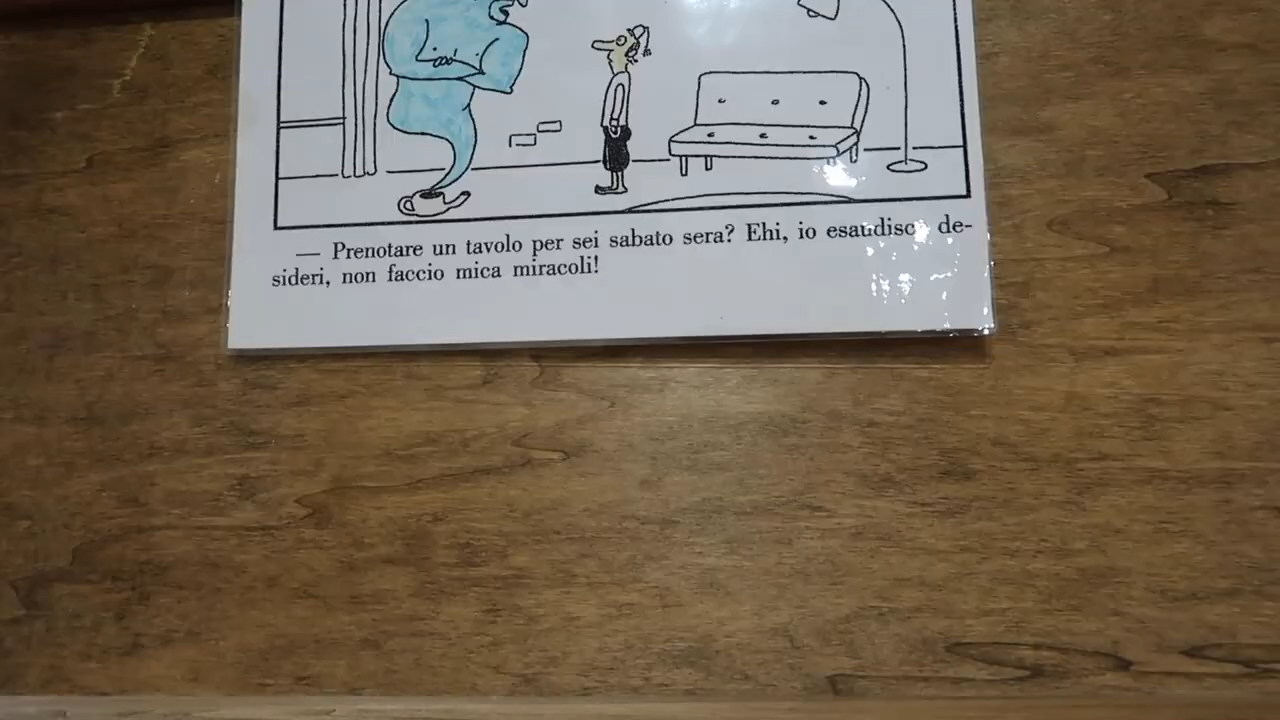 — Prenotare un tavolo per sei sabato sera? Ehi, io esaudisco de-
sideri, non faccio mica miracoli!